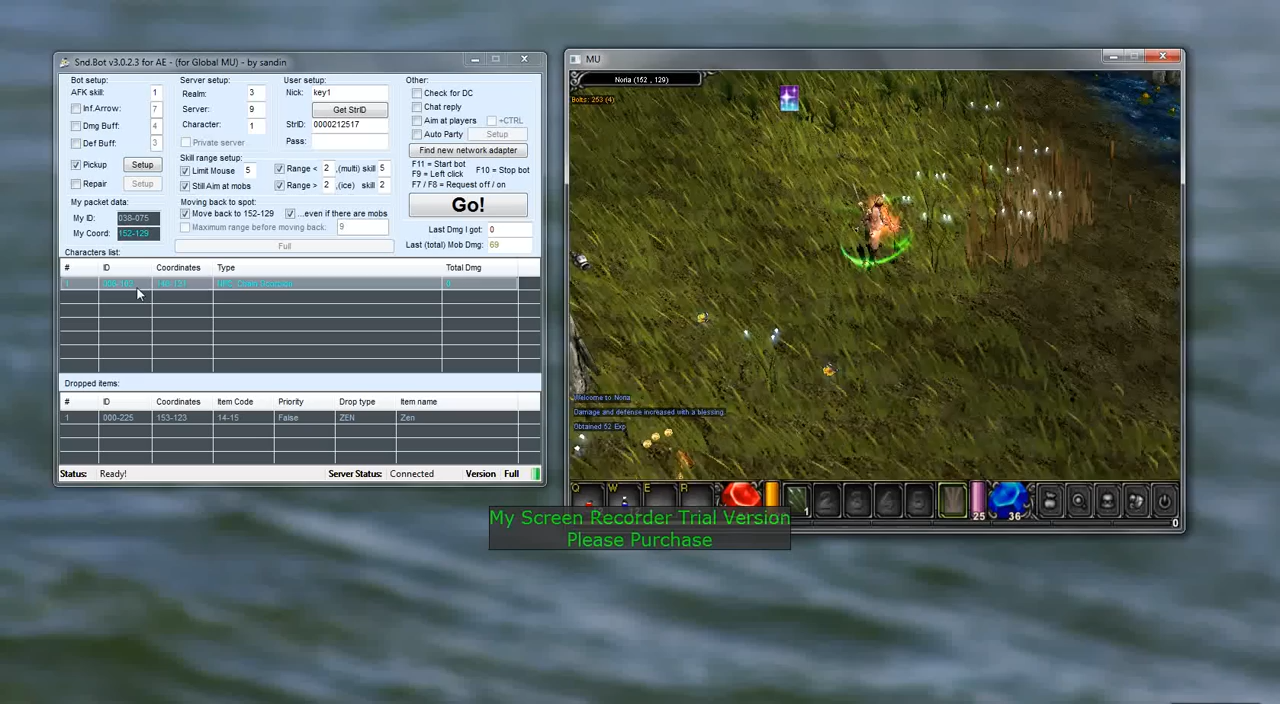 Snd.Bot v3.0.2.3 for AE - (for Global MU) - by sandin
Bot setup:
AFK skill: 1
Inf.Arrow: 7
Dmg Buff: 4
Def Buff: 3
Pickup Setup
Repair Setup
My packet data:
My ID: 038-075
My Coord: 152-129
Server setup:
Realm: 3
Server: 9
Character: 1
Private server
User setup:
Nick: key1
Get StrID
StrID: 0000212517
Pass:
Skill range setup:
Limit Mouse 5
Range < 2 ,(multi) skill 5
Still Aim at mobs
Range > 2 ,(ice) skill 2
Moving back to spot:
Move back to 152-129
...even if there are mobs
Maximum range before moving back: 9
Full
Other:
Check for DC
Chat reply
Aim at players +CTRL
Auto Party Setup
Find new network adapter
F11 = Start bot
F9 = Left click F10 = Stop bot
F7 / F8 = Request off / on
Go!
Last Dmg I got: 0
Last (total) Mob Dmg: 69
Characters list:
# ID Coordinates Type Total Dmg
1 0
Dropped items:
# ID Coordinates Item Code Priority Drop type Item name
1 000-225 153-123 14-15 False ZEN Zen
Status: Ready! Server Status: Connected Version Full
MU
Noria (152 , 129)
Bolts: 253 (4)
Welcome to Noria.
Damage and defense increased with a blessing.
Obtained 52 Exp
Q W E R
1 2 3 4 5
25 36 0
My Screen Recorder Trial Version
Please Purchase